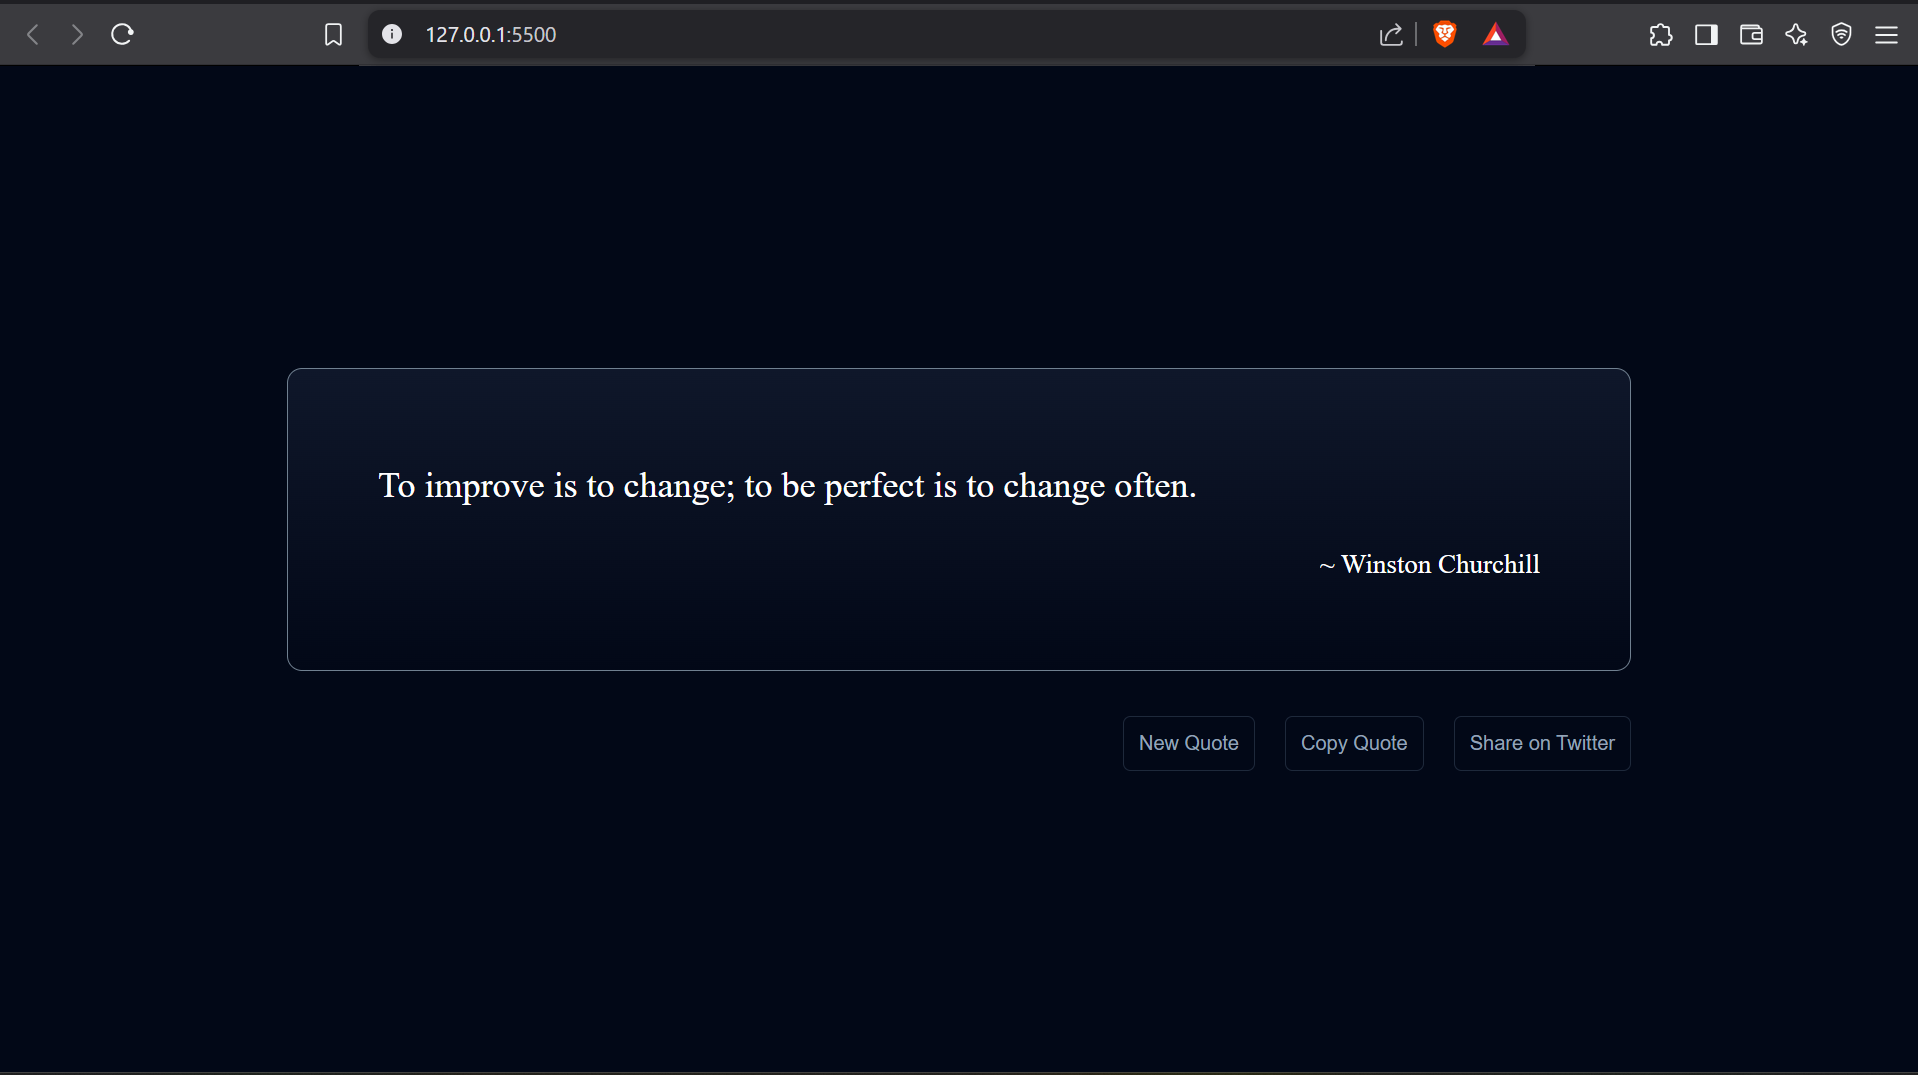 127.0.0.1:5500
To improve is to change; to be perfect is to change often.
~ Winston Churchill
New Quote Copy Quote Share on Twitter